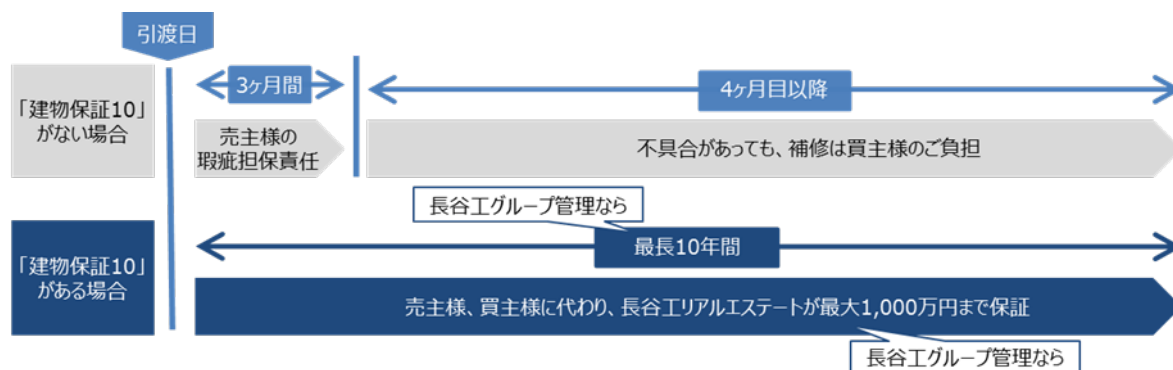 引渡日
「建物保証10」
がない場合
3ヶ月間
4ヶ月目以降
売主様の
瑕疵担保責任
不具合があっても、補修は買主様のご負担
長谷工グループ管理なら
「建物保証10」
がある場合
最長10年間
売主様、買主様に代わり、長谷工リアルエステートが最大1,000万円まで保証
長谷工グループ管理なら